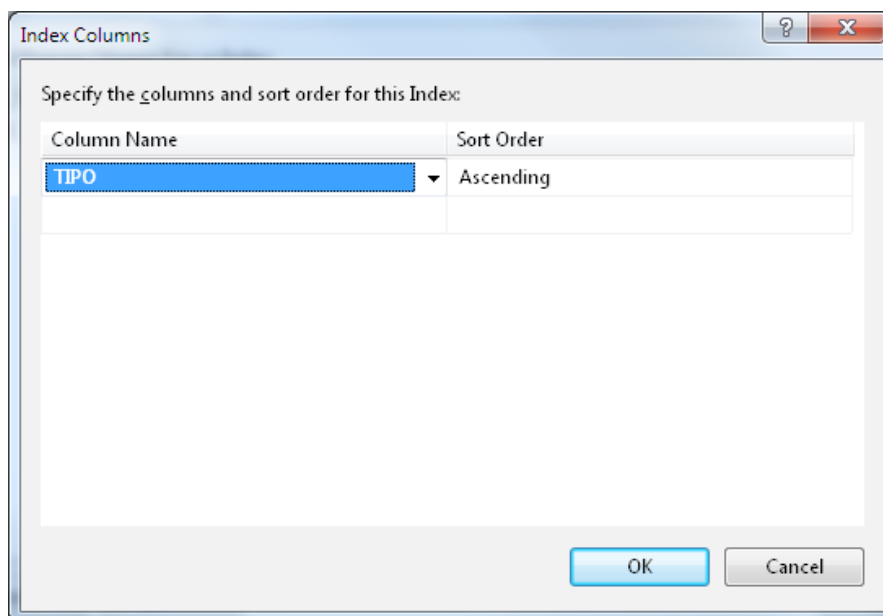 Index Columns
Specify the columns and sort order for this Index:
Column Name Sort Order
TIPO Ascending
OK Cancel